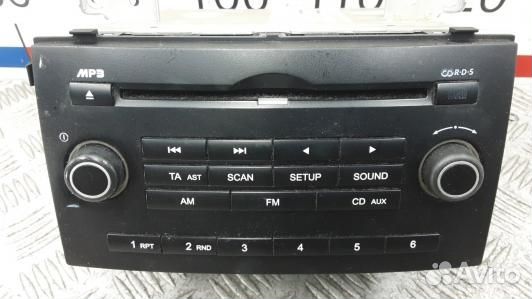 MP3
R·D·S
TA AST SCAN SETUP SOUND
AM FM CD AUX
1 RPT 2 RND 3 4 5 6
Avito